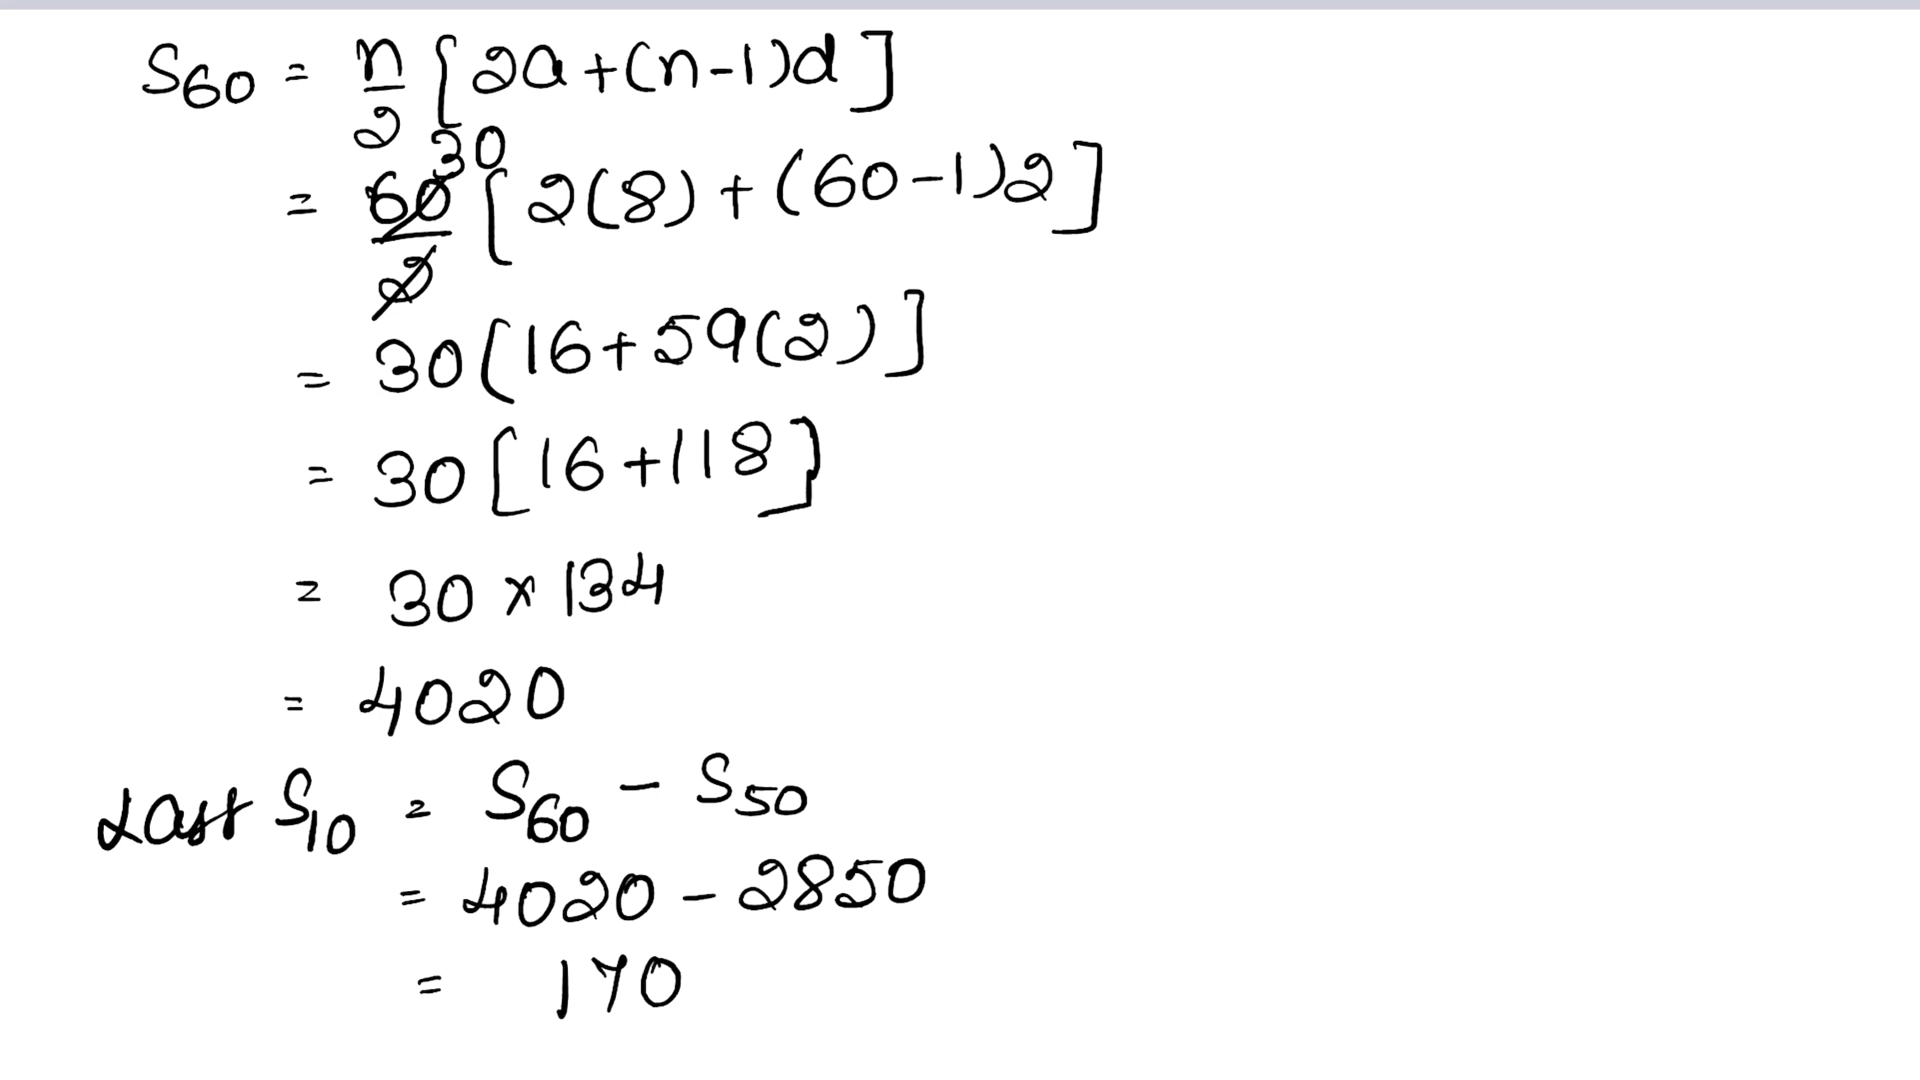 S60 = n/2 [2a+(n-1)d]
= 60/2 30 [2(8)+(60-1)2]
= 30[16+59(2)]
= 30[16+118]
= 30 × 134
= 4020
Last S10 = S60 - S50
= 4020 - 2850
= 170